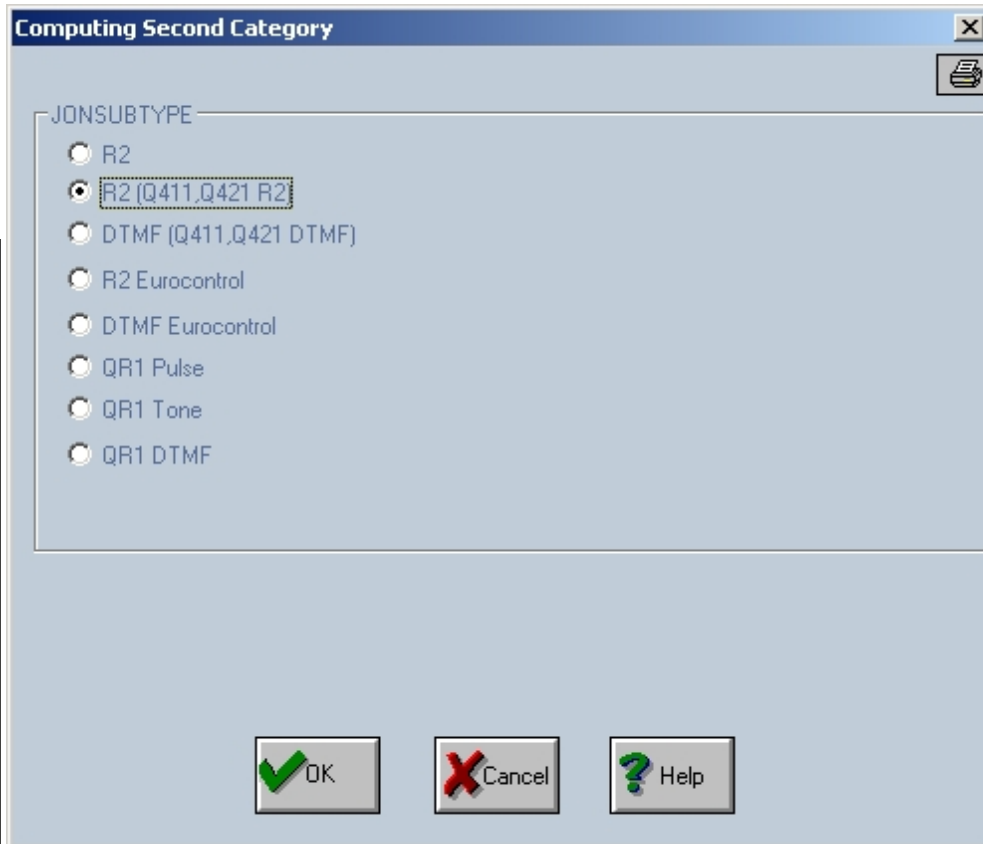 Computing Second Category
JONSUBTYPE
R2
R2 (Q411,Q421 R2)
DTMF (Q411,Q421 DTMF)
R2 Eurocontrol
DTMF Eurocontrol
QR1 Pulse
QR1 Tone
QR1 DTMF
OK
Cancel
Help